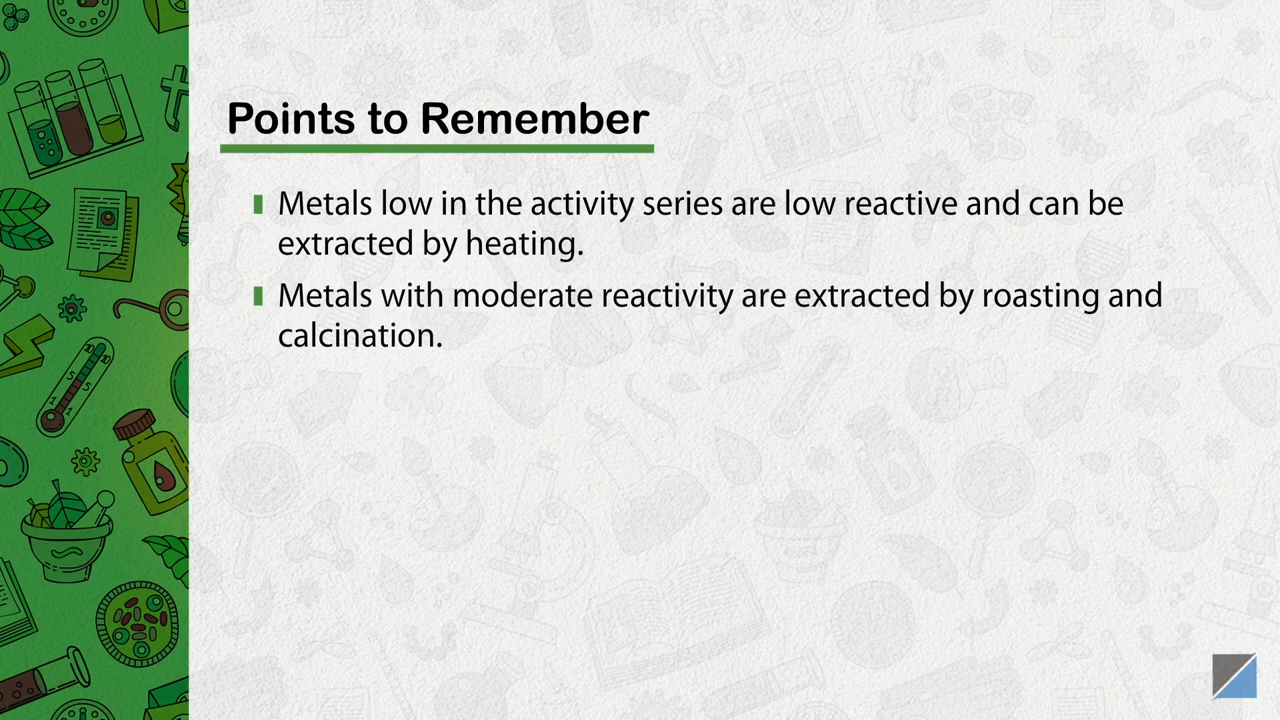 Points to Remember
Metals low in the activity series are low reactive and can be
extracted by heating.
Metals with moderate reactivity are extracted by roasting and
calcination.